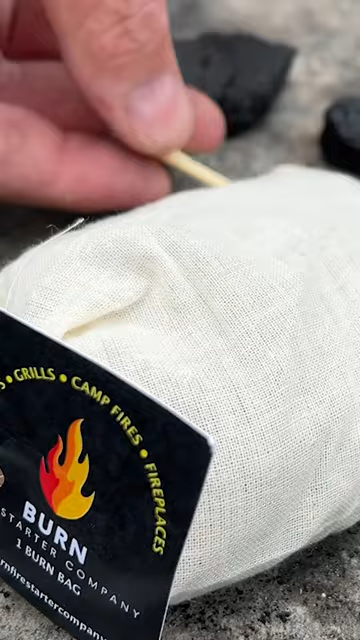 • GRILLS • CAMP FIRES • FIREPLACES
BURN
STARTER COMPANY
1 BURN BAG